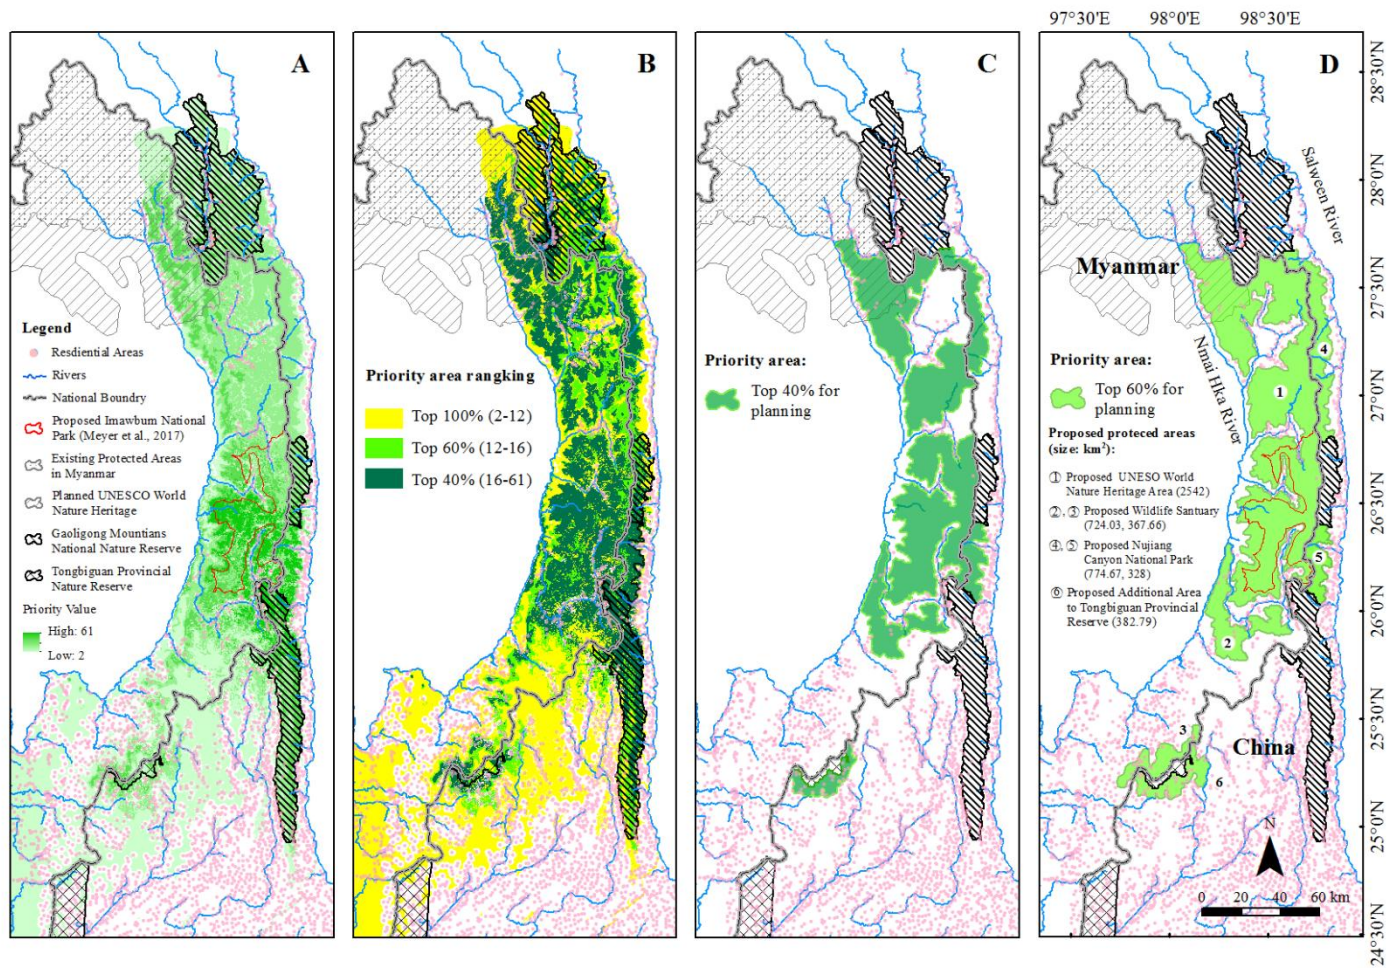 97°30'E 98°0'E 98°30'E
A
B
C
D
28°30'N
28°0'N
27°30'N
27°0'N
26°30'N
26°0'N
25°30'N
25°0'N
24°30'N
Legend
Resdiential Areas
Rivers
National Boundry
Proposed Imawbum National
Park (Meyer et al., 2017)
Existing Protected Areas
in Myanmar
Planned UNESCO World
Nature Heritage
Gaoligong Mountians
National Nature Reserve
Tongbiguan Provincial
Nature Reserve
Priority Value
High: 61
Low: 2
Priority area rangking
Top 100% (2-12)
Top 60% (12-16)
Top 40% (16-61)
Priority area:
Top 40% for
planning
Salween River
Myanmar
Nmai Hka River
Priority area:
Top 60% for
planning
Proposed proteced areas
(size: km²):
① Proposed UNESO World
Nature Heritage Area (2542)
②, ③ Proposed Wildlife Santuary
(724.03, 367.66)
④, ⑤ Proposed Nujiang
Canyon National Park
(774.67, 328)
⑥ Proposed Additional Area
to Tongbiguan Provincial
Reserve (382.79)
4
1
5
2
3
China
6
N
0 20 40 60 km